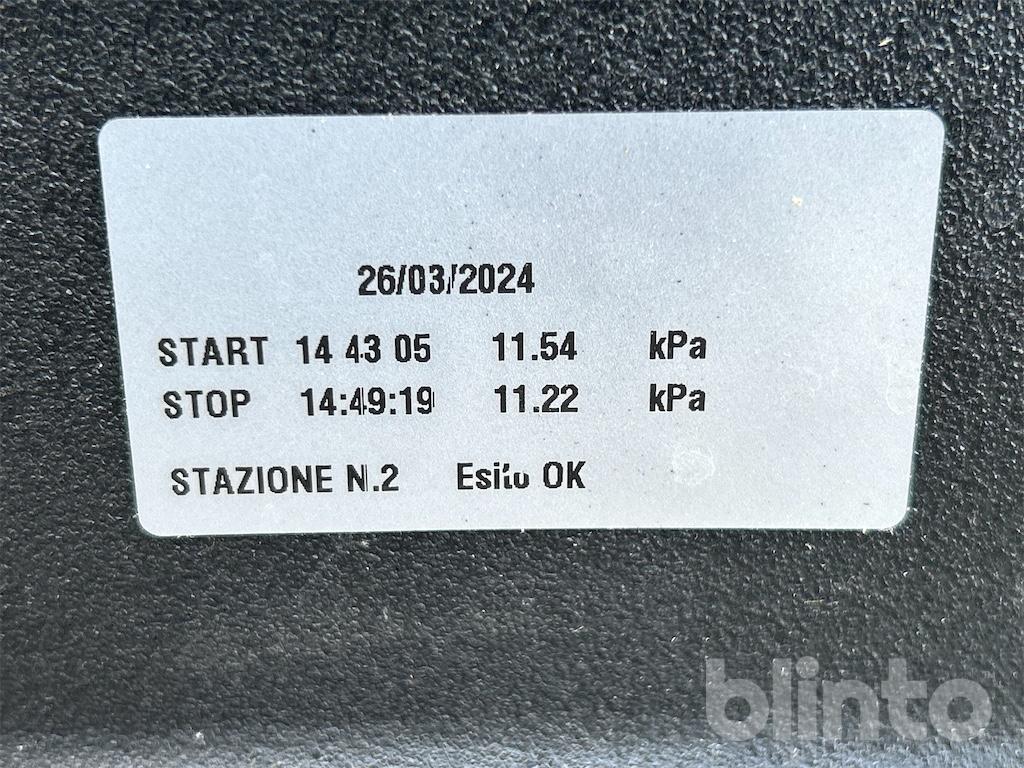 26/03/2024
START 14 43 05 11.54 kPa
STOP 14:49:19 11.22 kPa
STAZIONE N.2 Esito OK
blinto